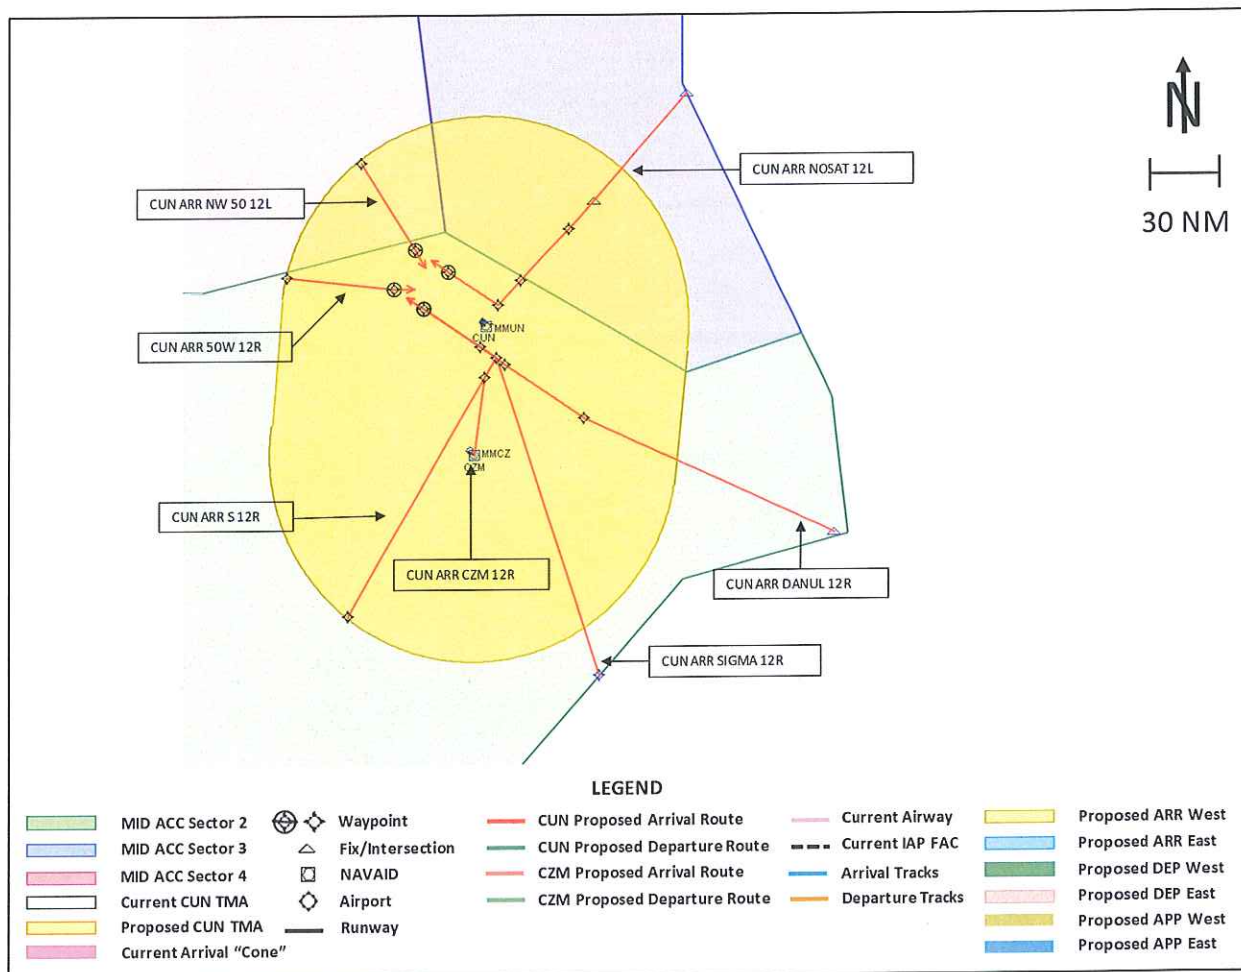 N
CUN ARR NOSAT 12L
CUN ARR NW 50 12L
30 NM
MMUN
CUN
CUN ARR 50W 12R
MMCZ
CZM
CUN ARR S 12R
CUN ARR CZM 12R
CUN ARR DANUL 12R
CUN ARR SIGMA 12R
LEGEND
MID ACC Sector 2
MID ACC Sector 3
MID ACC Sector 4
Current CUN TMA
Proposed CUN TMA
Current Arrival "Cone"
Waypoint
Fix/Intersection
NAVAID
Airport
Runway
CUN Proposed Arrival Route
CUN Proposed Departure Route
CZM Proposed Arrival Route
CZM Proposed Departure Route
Current Airway
Current IAP FAC
Arrival Tracks
Departure Tracks
Proposed ARR West
Proposed ARR East
Proposed DEP West
Proposed DEP East
Proposed APP West
Proposed APP East